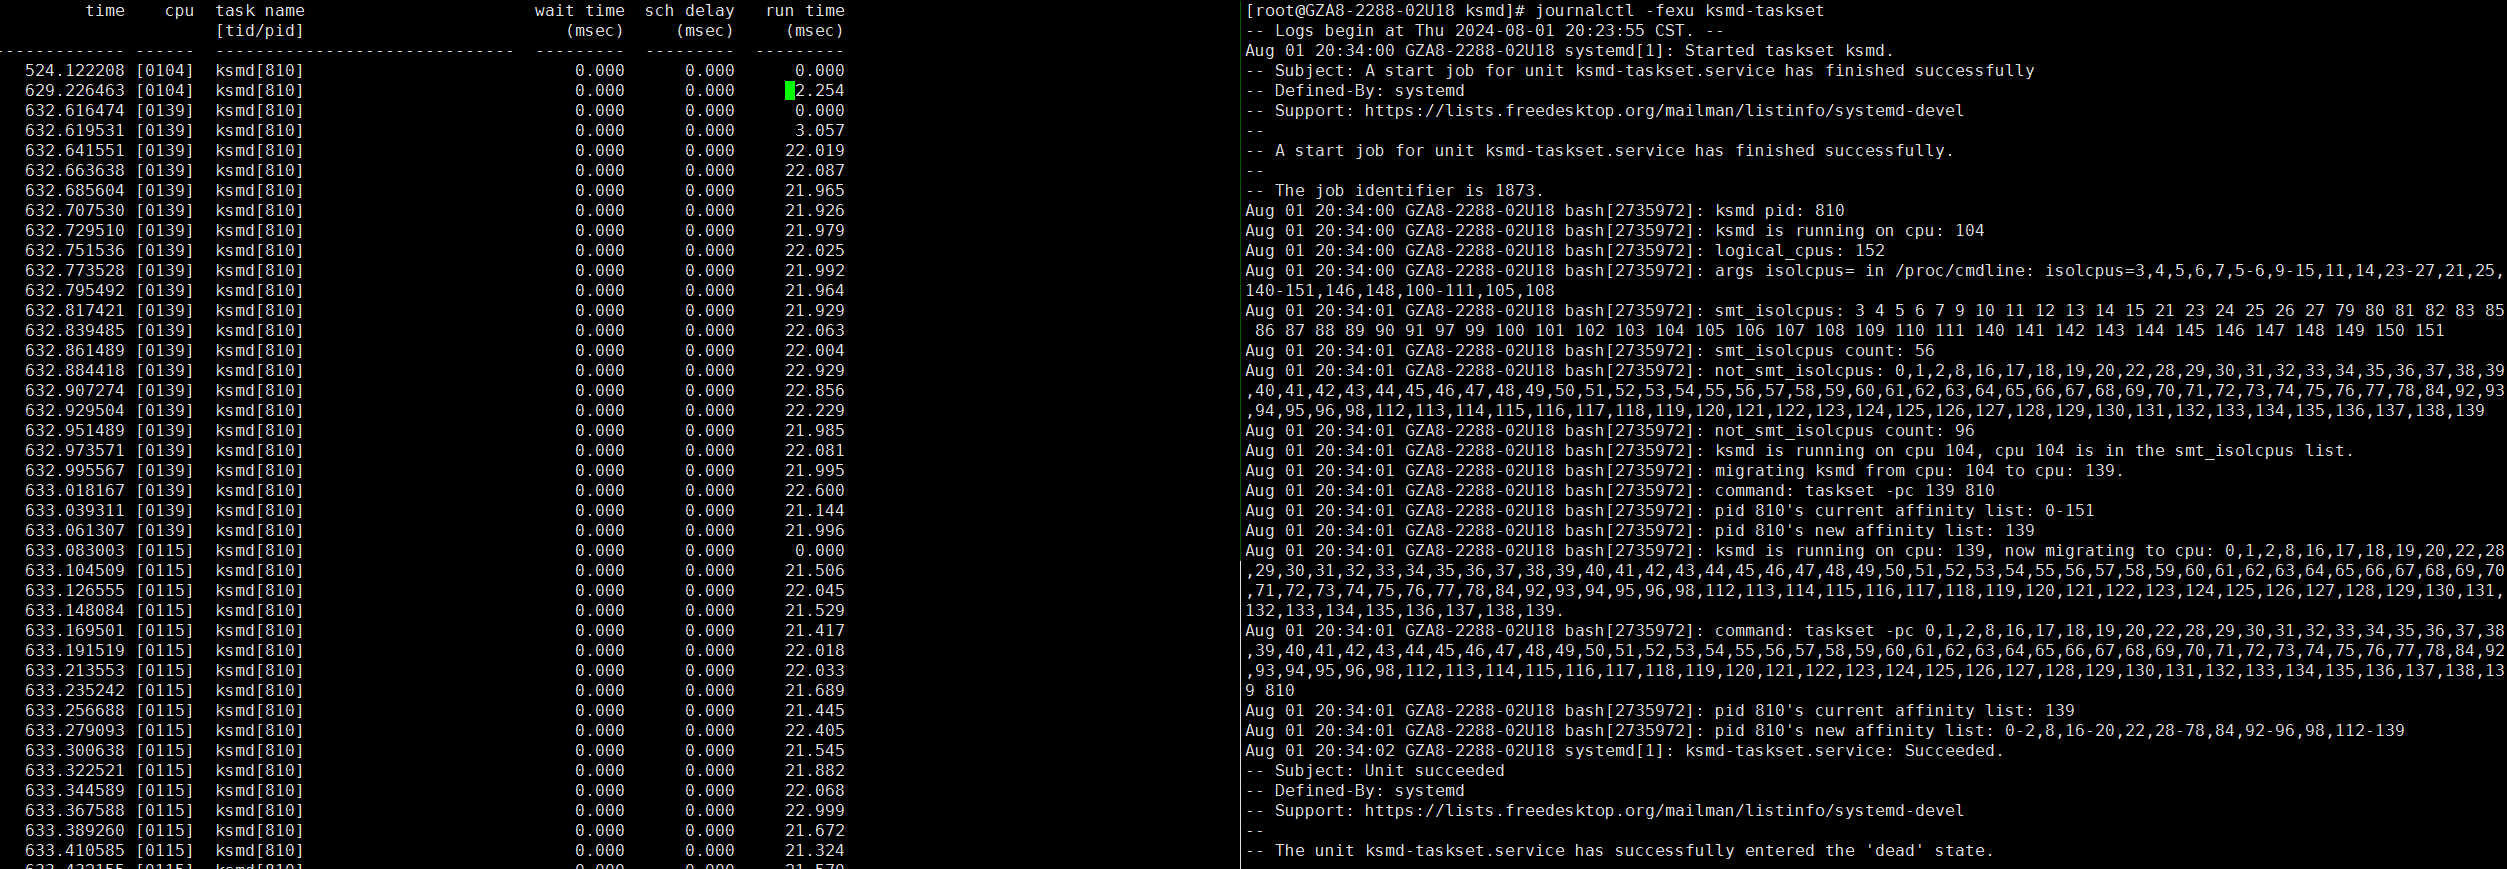 time cpu task name wait time sch delay run time
[tid/pid] (msec) (msec) (msec)
------------- ------ ------------------------------ --------- --------- ---------
524.122208 [0104] ksmd[810] 0.000 0.000 0.000
629.226463 [0104] ksmd[810] 0.000 0.000 2.254
632.616474 [0139] ksmd[810] 0.000 0.000 0.000
632.619531 [0139] ksmd[810] 0.000 0.000 3.057
632.641551 [0139] ksmd[810] 0.000 0.000 22.019
632.663638 [0139] ksmd[810] 0.000 0.000 22.087
632.685604 [0139] ksmd[810] 0.000 0.000 21.965
632.707530 [0139] ksmd[810] 0.000 0.000 21.926
632.729510 [0139] ksmd[810] 0.000 0.000 21.979
632.751536 [0139] ksmd[810] 0.000 0.000 22.025
632.773528 [0139] ksmd[810] 0.000 0.000 21.992
632.795492 [0139] ksmd[810] 0.000 0.000 21.964
632.817421 [0139] ksmd[810] 0.000 0.000 21.929
632.839485 [0139] ksmd[810] 0.000 0.000 22.063
632.861489 [0139] ksmd[810] 0.000 0.000 22.004
632.884418 [0139] ksmd[810] 0.000 0.000 22.929
632.907274 [0139] ksmd[810] 0.000 0.000 22.856
632.929504 [0139] ksmd[810] 0.000 0.000 22.229
632.951489 [0139] ksmd[810] 0.000 0.000 21.985
632.973571 [0139] ksmd[810] 0.000 0.000 22.081
632.995567 [0139] ksmd[810] 0.000 0.000 21.995
633.018167 [0139] ksmd[810] 0.000 0.000 22.600
633.039311 [0139] ksmd[810] 0.000 0.000 21.144
633.061307 [0139] ksmd[810] 0.000 0.000 21.996
633.083003 [0115] ksmd[810] 0.000 0.000 0.000
633.104509 [0115] ksmd[810] 0.000 0.000 21.506
633.126555 [0115] ksmd[810] 0.000 0.000 22.045
633.148084 [0115] ksmd[810] 0.000 0.000 21.529
633.169501 [0115] ksmd[810] 0.000 0.000 21.417
633.191519 [0115] ksmd[810] 0.000 0.000 22.018
633.213553 [0115] ksmd[810] 0.000 0.000 22.033
633.235242 [0115] ksmd[810] 0.000 0.000 21.689
633.256688 [0115] ksmd[810] 0.000 0.000 21.445
633.279093 [0115] ksmd[810] 0.000 0.000 22.405
633.300638 [0115] ksmd[810] 0.000 0.000 21.545
633.322521 [0115] ksmd[810] 0.000 0.000 21.882
633.344589 [0115] ksmd[810] 0.000 0.000 22.068
633.367588 [0115] ksmd[810] 0.000 0.000 22.999
633.389260 [0115] ksmd[810] 0.000 0.000 21.672
633.410585 [0115] ksmd[810] 0.000 0.000 21.324
[root@GZA8-2288-02U18 ksmd]# journalctl -fexu ksmd-taskset
-- Logs begin at Thu 2024-08-01 20:23:55 CST. --
Aug 01 20:34:00 GZA8-2288-02U18 systemd[1]: Started taskset ksmd.
-- Subject: A start job for unit ksmd-taskset.service has finished successfully
-- Defined-By: systemd
-- Support: https://lists.freedesktop.org/mailman/listinfo/systemd-devel
--
-- A start job for unit ksmd-taskset.service has finished successfully.
--
-- The job identifier is 1873.
Aug 01 20:34:00 GZA8-2288-02U18 bash[2735972]: ksmd pid: 810
Aug 01 20:34:00 GZA8-2288-02U18 bash[2735972]: ksmd is running on cpu: 104
Aug 01 20:34:00 GZA8-2288-02U18 bash[2735972]: logical_cpus: 152
Aug 01 20:34:00 GZA8-2288-02U18 bash[2735972]: args isolcpus= in /proc/cmdline: isolcpus=3,4,5,6,7,5-6,9-15,11,14,23-27,21,25,
140-151,146,148,100-111,105,108
Aug 01 20:34:01 GZA8-2288-02U18 bash[2735972]: smt_isolcpus: 3 4 5 6 7 9 10 11 12 13 14 15 21 23 24 25 26 27 79 80 81 82 83 85
86 87 88 89 90 91 97 99 100 101 102 103 104 105 106 107 108 109 110 111 140 141 142 143 144 145 146 147 148 149 150 151
Aug 01 20:34:01 GZA8-2288-02U18 bash[2735972]: smt_isolcpus count: 56
Aug 01 20:34:01 GZA8-2288-02U18 bash[2735972]: not_smt_isolcpus: 0,1,2,8,16,17,18,19,20,22,28,29,30,31,32,33,34,35,36,37,38,39
,40,41,42,43,44,45,46,47,48,49,50,51,52,53,54,55,56,57,58,59,60,61,62,63,64,65,66,67,68,69,70,71,72,73,74,75,76,77,78,84,92,93
,94,95,96,98,112,113,114,115,116,117,118,119,120,121,122,123,124,125,126,127,128,129,130,131,132,133,134,135,136,137,138,139
Aug 01 20:34:01 GZA8-2288-02U18 bash[2735972]: not_smt_isolcpus count: 96
Aug 01 20:34:01 GZA8-2288-02U18 bash[2735972]: ksmd is running on cpu 104, cpu 104 is in the smt_isolcpus list.
Aug 01 20:34:01 GZA8-2288-02U18 bash[2735972]: migrating ksmd from cpu: 104 to cpu: 139.
Aug 01 20:34:01 GZA8-2288-02U18 bash[2735972]: command: taskset -pc 139 810
Aug 01 20:34:01 GZA8-2288-02U18 bash[2735972]: pid 810's current affinity list: 0-151
Aug 01 20:34:01 GZA8-2288-02U18 bash[2735972]: pid 810's new affinity list: 139
Aug 01 20:34:01 GZA8-2288-02U18 bash[2735972]: ksmd is running on cpu: 139, now migrating to cpu: 0,1,2,8,16,17,18,19,20,22,28
,29,30,31,32,33,34,35,36,37,38,39,40,41,42,43,44,45,46,47,48,49,50,51,52,53,54,55,56,57,58,59,60,61,62,63,64,65,66,67,68,69,70
,71,72,73,74,75,76,77,78,84,92,93,94,95,96,98,112,113,114,115,116,117,118,119,120,121,122,123,124,125,126,127,128,129,130,131,
132,133,134,135,136,137,138,139.
Aug 01 20:34:01 GZA8-2288-02U18 bash[2735972]: command: taskset -pc 0,1,2,8,16,17,18,19,20,22,28,29,30,31,32,33,34,35,36,37,38
,39,40,41,42,43,44,45,46,47,48,49,50,51,52,53,54,55,56,57,58,59,60,61,62,63,64,65,66,67,68,69,70,71,72,73,74,75,76,77,78,84,92
,93,94,95,96,98,112,113,114,115,116,117,118,119,120,121,122,123,124,125,126,127,128,129,130,131,132,133,134,135,136,137,138,13
9 810
Aug 01 20:34:01 GZA8-2288-02U18 bash[2735972]: pid 810's current affinity list: 139
Aug 01 20:34:01 GZA8-2288-02U18 bash[2735972]: pid 810's new affinity list: 0-2,8,16-20,22,28-78,84,92-96,98,112-139
Aug 01 20:34:02 GZA8-2288-02U18 systemd[1]: ksmd-taskset.service: Succeeded.
-- Subject: Unit succeeded
-- Defined-By: systemd
-- Support: https://lists.freedesktop.org/mailman/listinfo/systemd-devel
--
-- The unit ksmd-taskset.service has successfully entered the 'dead' state.